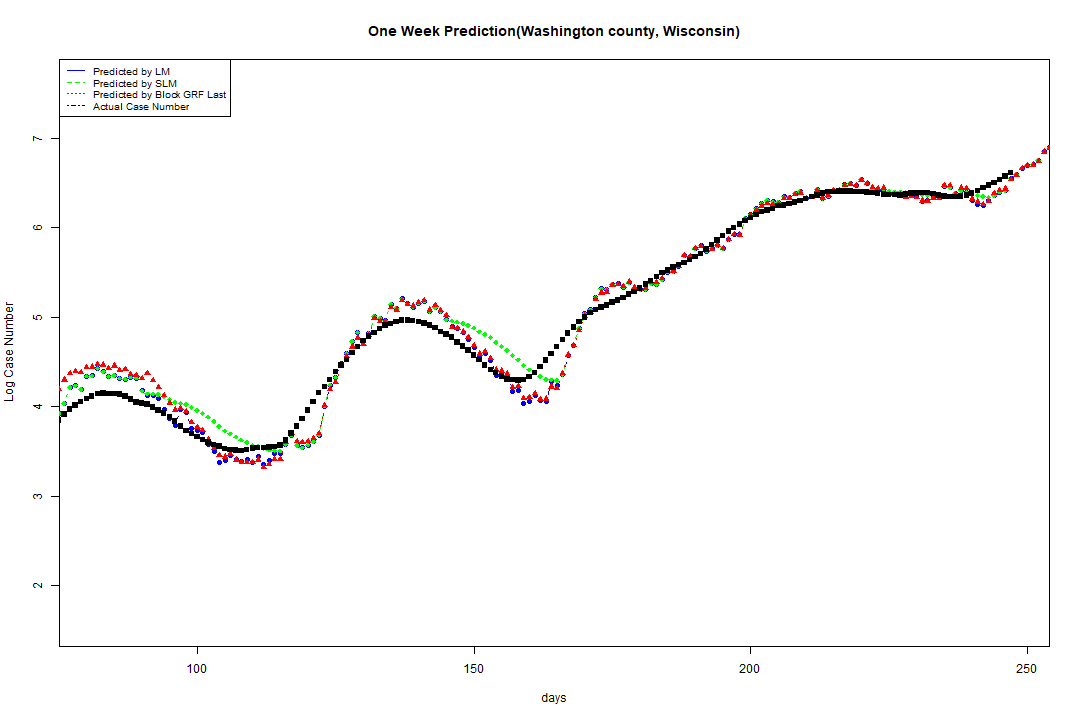 One Week Prediction(Washington county, Wisconsin)
Predicted by LM
Predicted by SLM
Predicted by Block GRF Last
Actual Case Number
7
6
5
4
3
2
Log Case Number
100 150 200 250
days